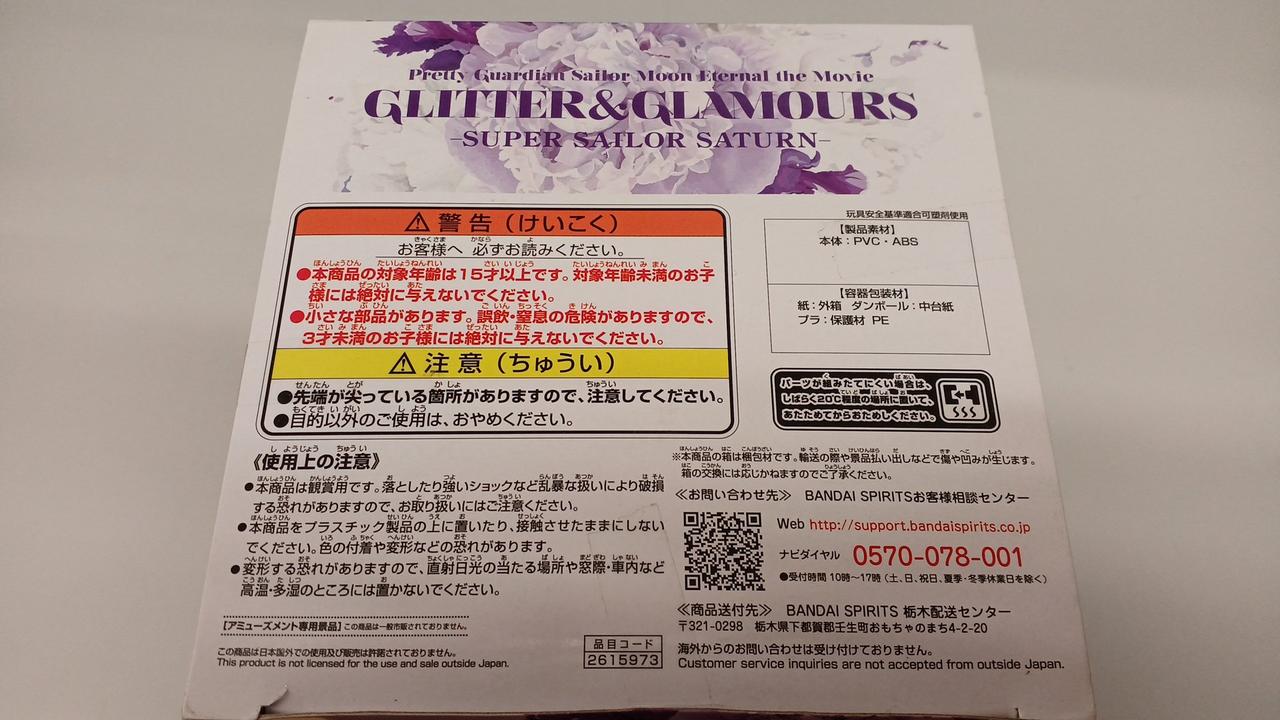 Pretty Guardian Sailor Moon Eternal the Movie
GLITTER&GLAMOURS
–SUPER SAILOR SATURN–
⚠警告（けいこく）
お客様へ 必ずお読みください。
●本商品の対象年齢は15才以上です。対象年齢未満のお子
様には絶対に与えないでください。
●小さな部品があります。誤飲・窒息の危険がありますので、
3才未満のお子様には絶対に与えないでください。
⚠注意（ちゅうい）
●先端が尖っている箇所がありますので、注意してください。
●目的以外のご使用は、おやめください。
玩具安全基準適合可塑剤使用
【製品素材】
本体：PVC・ABS
【容器包装材】
紙：外箱 ダンボール：中台紙
プラ：保護材 PE
パーツが組みたてにくい場合は、
しばらく20℃程度の場所に置いて、
あたためてからおためしください。
《使用上の注意》
●本商品は観賞用です。落としたり強いショックなど乱暴な扱いにより破損
する恐れがありますので、お取り扱いにはご注意ください。
●本商品をプラスチック製品の上に置いたり、接触させたままにしない
でください。色の付着や変形などの恐れがあります。
●変形する恐れがありますので、直射日光の当たる場所や窓際・車内など
高温・多湿のところには置かないでください。
［アミューズメント専用景品］この商品は一般市販されておりません。
この商品は日本国外での使用及び販売は許諾されておりません。
This product is not licensed for the use and sale outside Japan.
品目コード
2615973
※本商品の箱は梱包材です。輸送の際や景品払い出しなどで傷や凹みが生じます。
箱の交換には応じかねますのでご了承ください。
≪お問い合わせ先≫ BANDAI SPIRITSお客様相談センター
Web http://support.bandaispirits.co.jp
ナビダイヤル 0570-078-001
●受付時間 10時～17時（土、日、祝日、夏季・冬季休業日を除く）
≪商品送付先≫ BANDAI SPIRITS 栃木配送センター
〒321-0298 栃木県下都賀郡壬生町おもちゃのまち4-2-20
海外からのお問い合わせは受け付けておりません。
Customer service inquiries are not accepted from outside Japan.